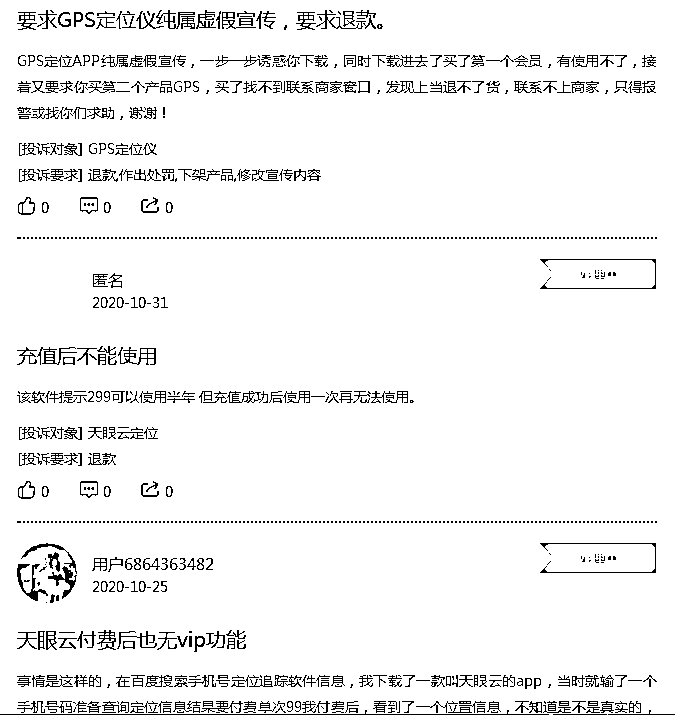 要求GPS定位仪纯属虚假宣传，要求退款。
GPS定位APP纯属虚假宣传，一步一步诱惑你下载，同时下载进去了买了第一个会员，有使用不了，接
着又要求你买第二个产品GPS，买了找不到联系商家窗口，发现上当退不了货，联系不上商家，只得报
警或找你们求助，谢谢！
[投诉对象] GPS定位仪
[投诉要求] 退款,作出处罚,下架产品,修改宣传内容
0 0 0
匿名
2020-10-31
充值后不能使用
该软件提示299可以使用半年 但充值成功后使用一次再无法使用。
[投诉对象] 天眼云定位
[投诉要求] 退款
0 0 0
用户6864363482
2020-10-25
天眼云付费后也无vip功能
事情是这样的，在百度搜索手机号定位追踪软件信息，我下载了一款叫天眼云的app，当时就输了一个
手机号码准备查询定位信息结果要付费单次99我付费后，看到了一个位置信息，不知道是不是真实的，